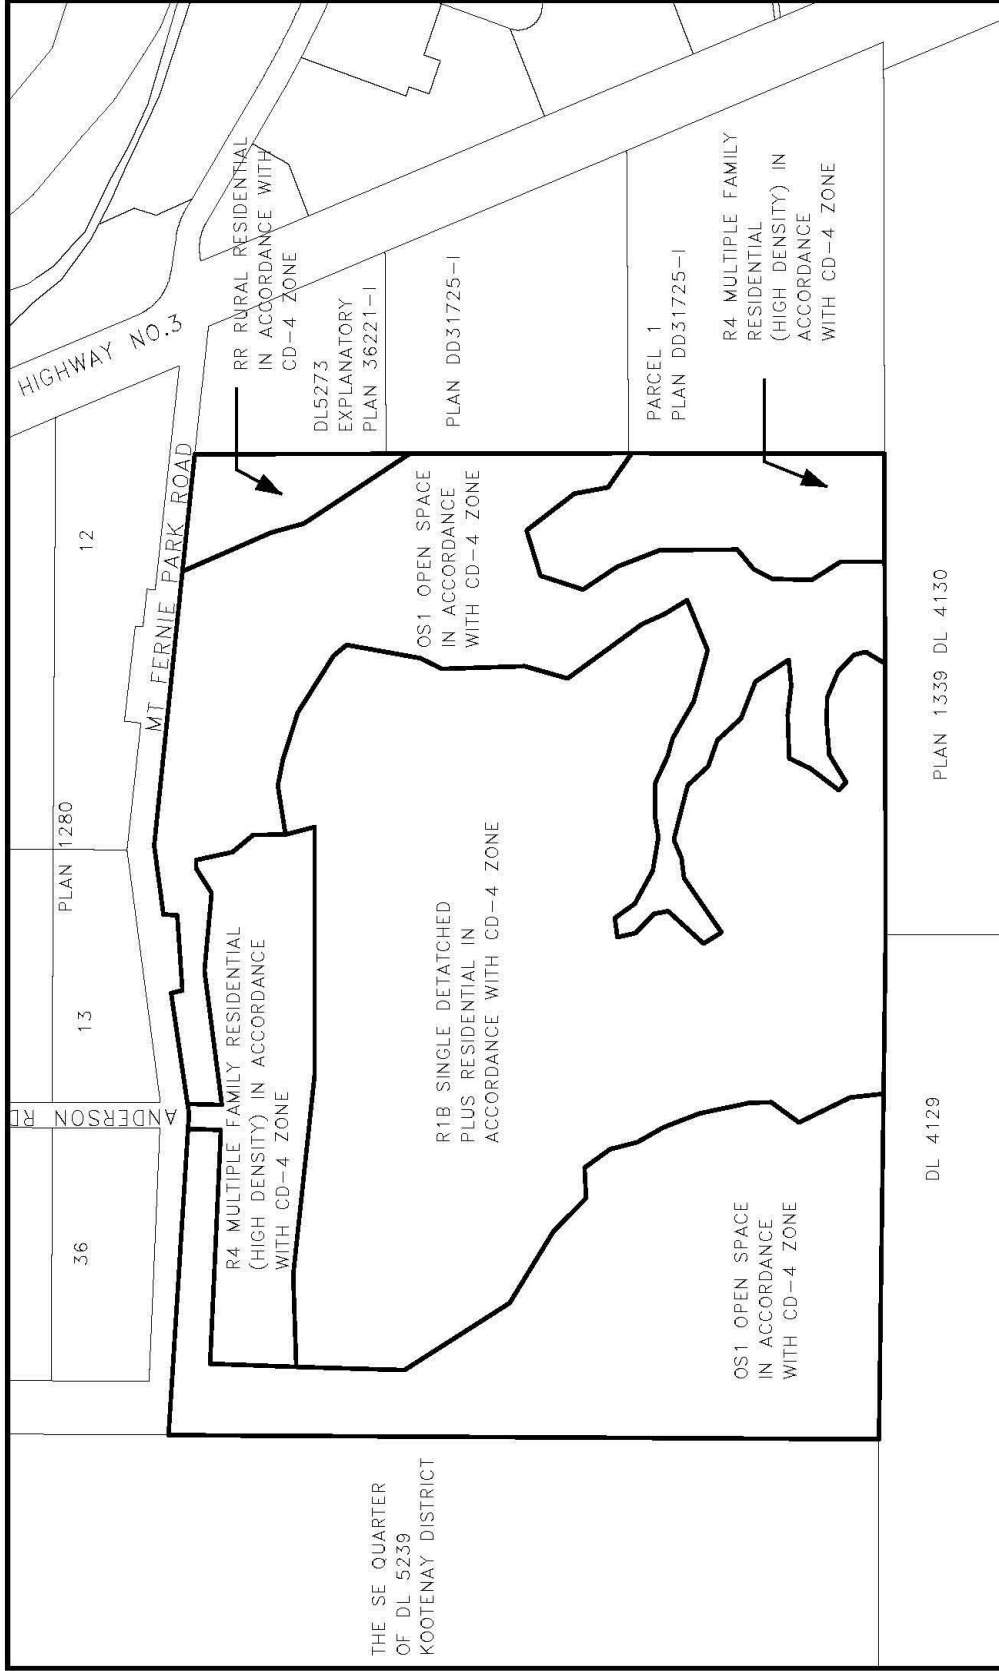 HIGHWAY NO.3
RR RURAL RESIDENTIAL
IN ACCORDANCE WITH
CD-4 ZONE
DL5273
EXPLANATORY
PLAN 36221-I
PLAN DD31725-I
PARCEL 1
PLAN DD31725-I
R4 MULTIPLE FAMILY
RESIDENTIAL
(HIGH DENSITY) IN
ACCORDANCE
WITH CD-4 ZONE
12
MT FERNIE PARK ROAD
PLAN 1280
13
ANDERSON RD
36
OS1 OPEN SPACE
IN ACCORDANCE
WITH CD-4 ZONE
R4 MULTIPLE FAMILY RESIDENTIAL
(HIGH DENSITY) IN ACCORDANCE
WITH CD-4 ZONE
R1B SINGLE DETATCHED
PLUS RESIDENTIAL IN
ACCORDANCE WITH CD-4 ZONE
OS1 OPEN SPACE
IN ACCORDANCE
WITH CD-4 ZONE
PLAN 1339 DL 4130
DL 4129
THE SE QUARTER
OF DL 5239
KOOTENAY DISTRICT